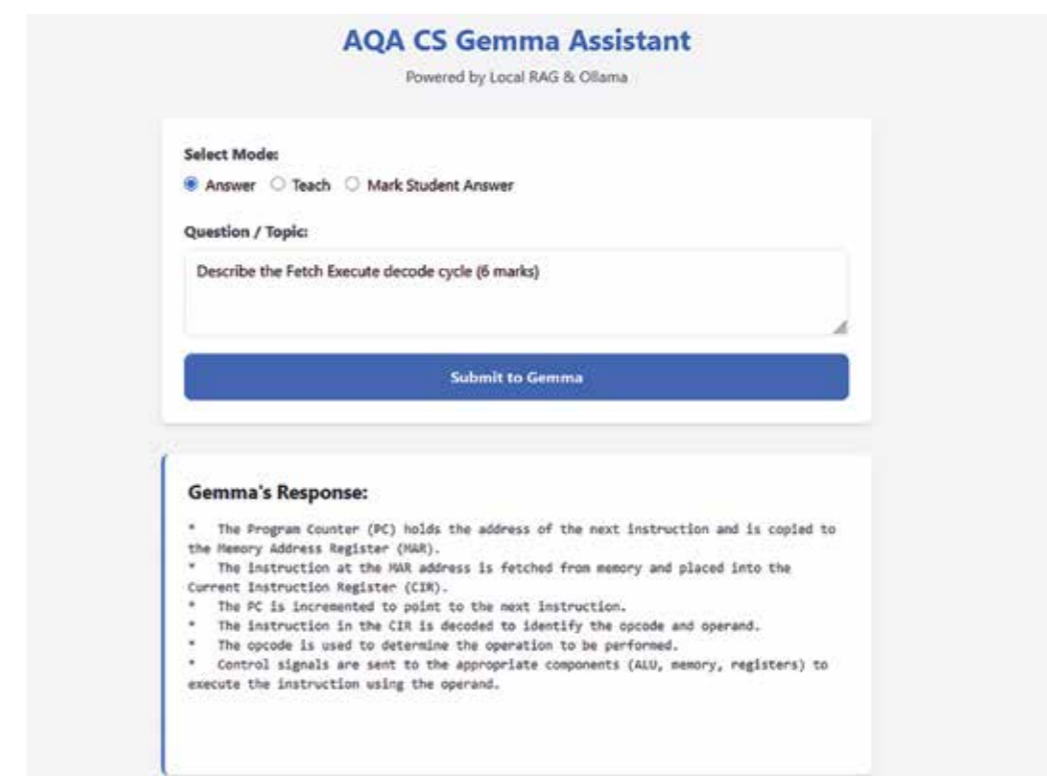 AQA CS Gemma Assistant
Powered by Local RAG & Ollama
Select Mode:
Answer Teach Mark Student Answer
Question / Topic:
Describe the Fetch Execute decode cycle (6 marks)
Submit to Gemma
Gemma's Response:
* The Program Counter (PC) holds the address of the next instruction and is copied to
the Memory Address Register (MAR).
* The instruction at the MAR address is fetched from memory and placed into the
Current Instruction Register (CIR).
* The PC is incremented to point to the next instruction.
* The instruction in the CIR is decoded to identify the opcode and operand.
* The opcode is used to determine the operation to be performed.
* Control signals are sent to the appropriate components (ALU, memory, registers) to
execute the instruction using the operand.